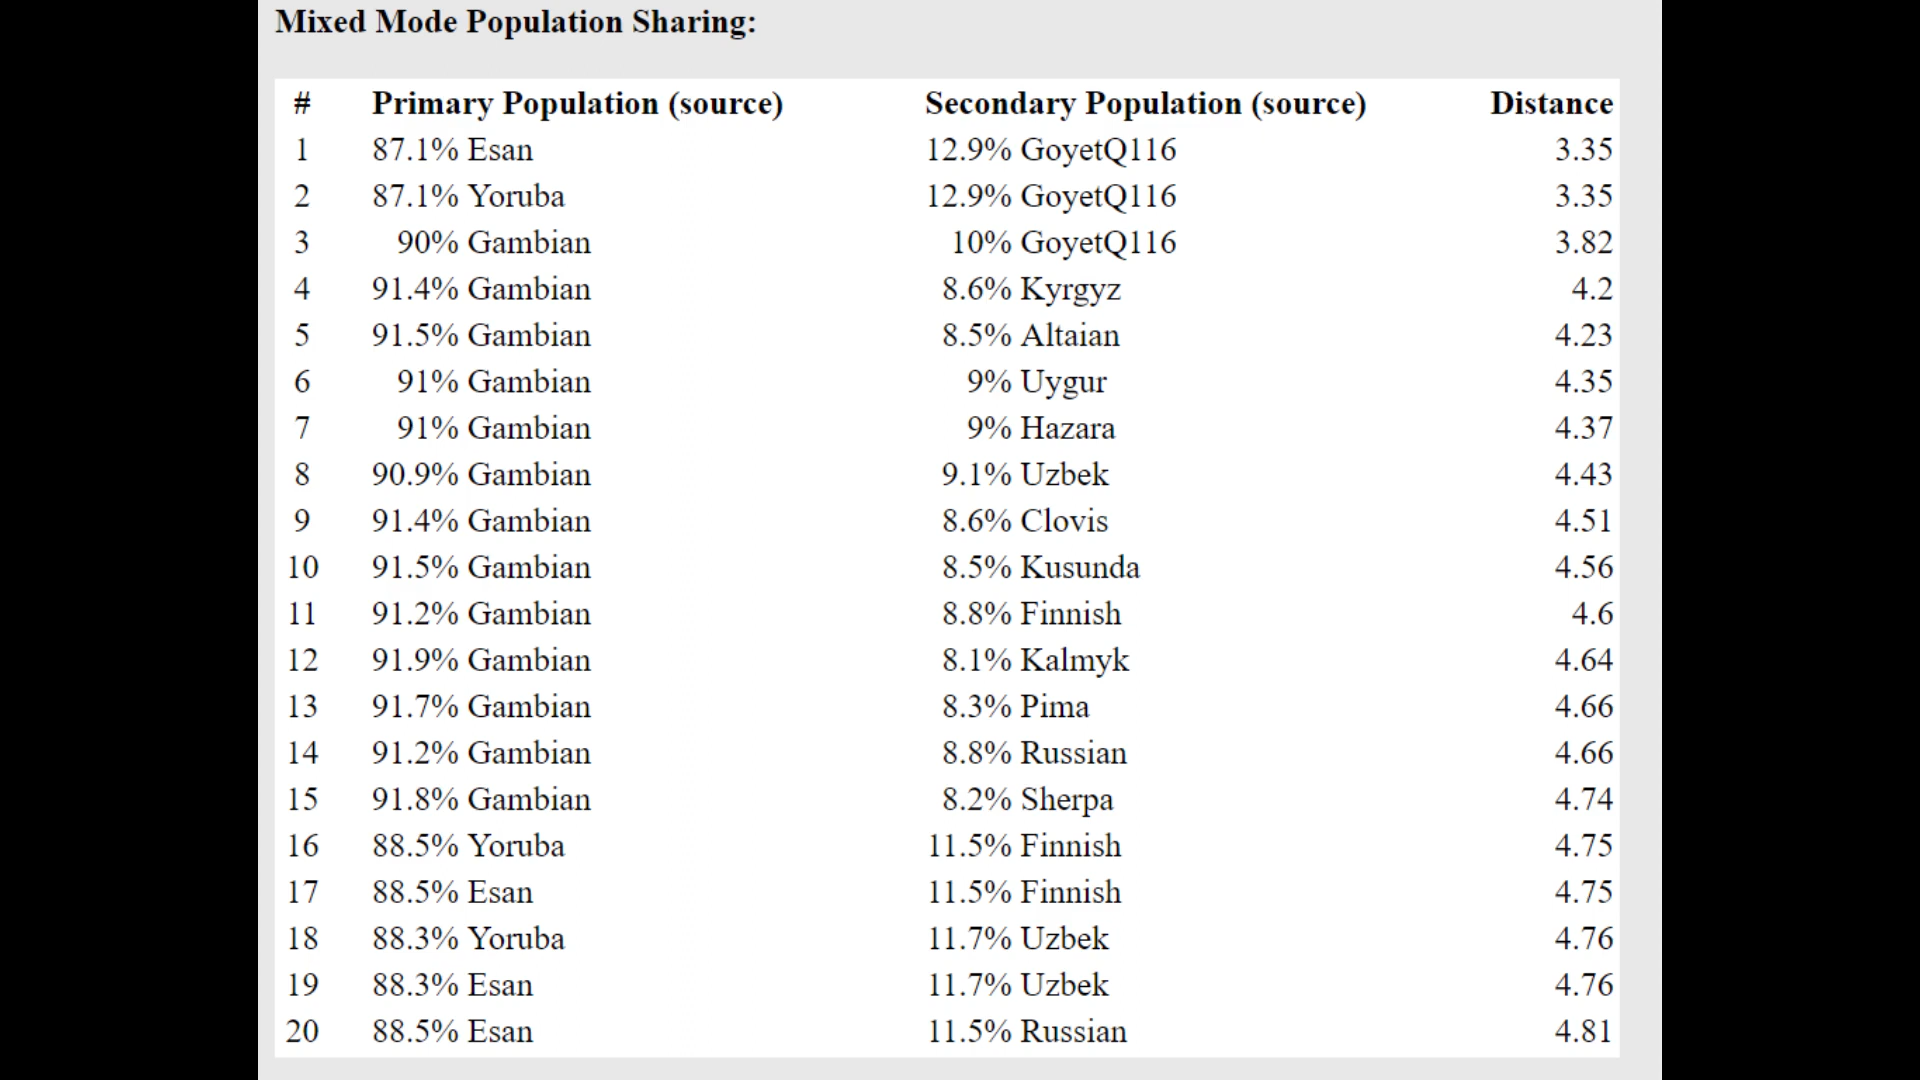 Mixed Mode Population Sharing:
# Primary Population (source) Secondary Population (source) Distance
1 87.1% Esan 12.9% GoyetQ116 3.35
2 87.1% Yoruba 12.9% GoyetQ116 3.35
3 90% Gambian 10% GoyetQ116 3.82
4 91.4% Gambian 8.6% Kyrgyz 4.2
5 91.5% Gambian 8.5% Altaian 4.23
6 91% Gambian 9% Uygur 4.35
7 91% Gambian 9% Hazara 4.37
8 90.9% Gambian 9.1% Uzbek 4.43
9 91.4% Gambian 8.6% Clovis 4.51
10 91.5% Gambian 8.5% Kusunda 4.56
11 91.2% Gambian 8.8% Finnish 4.6
12 91.9% Gambian 8.1% Kalmyk 4.64
13 91.7% Gambian 8.3% Pima 4.66
14 91.2% Gambian 8.8% Russian 4.66
15 91.8% Gambian 8.2% Sherpa 4.74
16 88.5% Yoruba 11.5% Finnish 4.75
17 88.5% Esan 11.5% Finnish 4.75
18 88.3% Yoruba 11.7% Uzbek 4.76
19 88.3% Esan 11.7% Uzbek 4.76
20 88.5% Esan 11.5% Russian 4.81